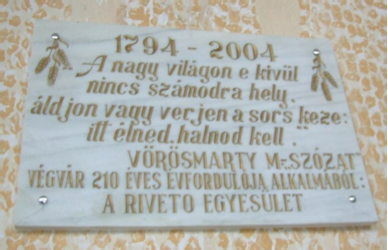 1794 - 2004
A nagy világon e kivül
nincs számodra hely,
áldjon vagy verjen a sors keze:
itt élned, halnod kell."
VÖRÖSMARTY M-SZÓZAT"
VÉGVÁR 210 ÉVES ÉVFORDULÓJA ALKALMÁBÓL:
A RIVETO EGYESÜLET